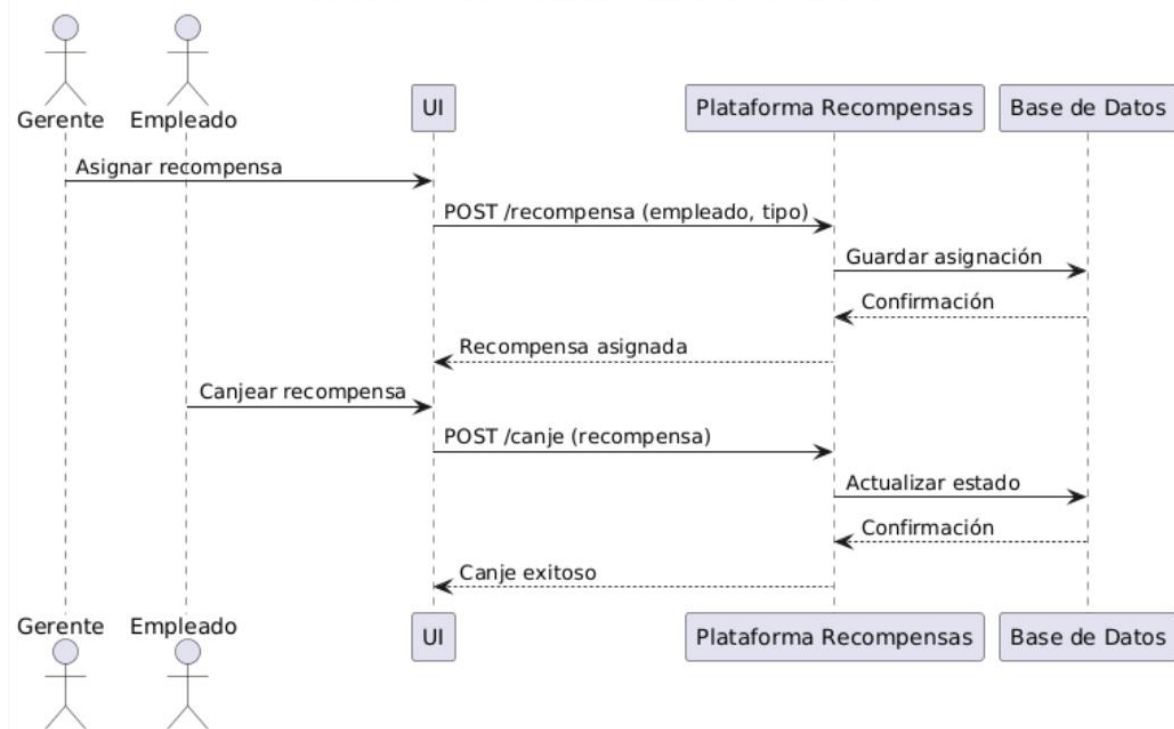 Gerente
Empleado
UI
Plataforma Recompensas
Base de Datos
Asignar recompensa
POST /recompensa (empleado, tipo)
Guardar asignación
Confirmación
Recompensa asignada
Canjear recompensa
POST /canje (recompensa)
Actualizar estado
Confirmación
Canje exitoso
Gerente
Empleado
UI
Plataforma Recompensas
Base de Datos